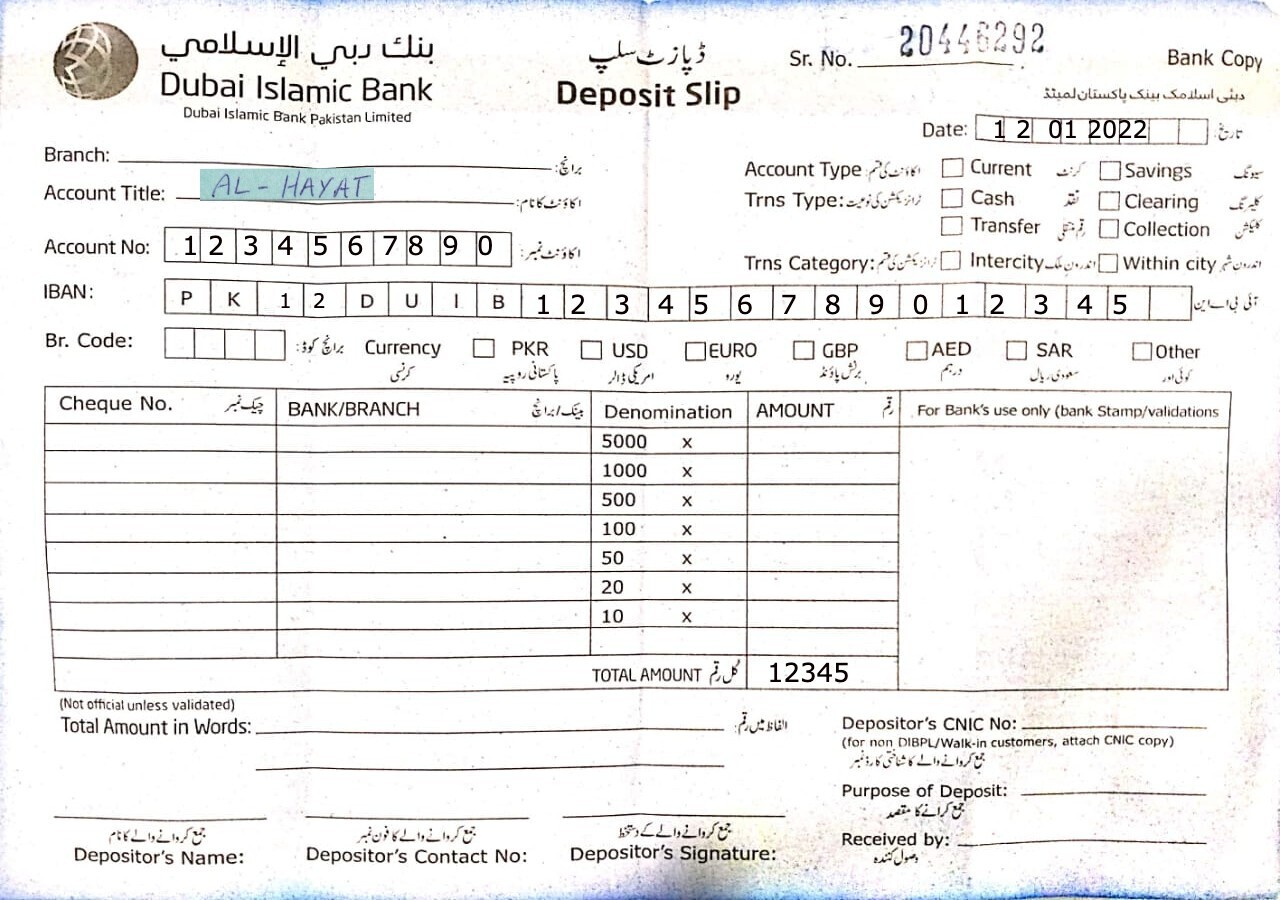 بنك دبي الإسلامي
Dubai Islamic Bank
Dubai Islamic Bank Pakistan Limited
ڈپازٹ سلپ
Deposit Slip
Sr. No. 20446292
Bank Copy
دبئی اسلامک بینک پاکستان لمیٹڈ
Date: 12 01 2022 تاریخ:
Branch: برانچ:
Account Title: AL - HAYAT اکاؤنٹ کا نام:
Account Type اکاؤنٹ کی قسم Current کرنٹ Savings سیونگ
Trns Type: ٹرانزیکشن کی نوعیت Cash نقد Clearing کلیرنگ
Transfer رقم منتقلی Collection کلیکشن
Account No: 1 2 3 4 5 6 7 8 9 0 اکاؤنٹ نمبر:
Trns Category: ٹرانزیکشن کی قسم Intercity اندرون ملک Within city اندرون شہر
IBAN: P K 1 2 D U I B 1 2 3 4 5 6 7 8 9 0 1 2 3 4 5 آئی بی اے این
Br. Code: برانچ کوڈ: Currency PKR USD EURO GBP AED SAR Other
کرنسی پاکستانی روپیہ امریکی ڈالر یورو برٹش پاؤنڈ درہم سعودی ریال کوئی اور
Cheque No. چیک نمبر BANK/BRANCH بینک/برانچ Denomination AMOUNT رقم For Bank's use only (bank Stamp/validations
5000 x
1000 x
500 x
100 x
50 x
20 x
10 x
TOTAL AMOUNT کُل رقم 12345
(Not official unless validated)
Total Amount in Words: الفاظ میں رقم:
Depositor's CNIC No:
(for non DIBPL/Walk-in customers, attach CNIC copy)
جمع کروانے والے کا شناختی کارڈ نمبر
Purpose of Deposit:
جمع کرانے کا مقصد
Received by:
وصول کنندہ
جمع کروانے والے کا نام جمع کروانے والے کا فون نمبر جمع کروانے والے کے دستخط
Depositor's Name: Depositor's Contact No: Depositor's Signature: